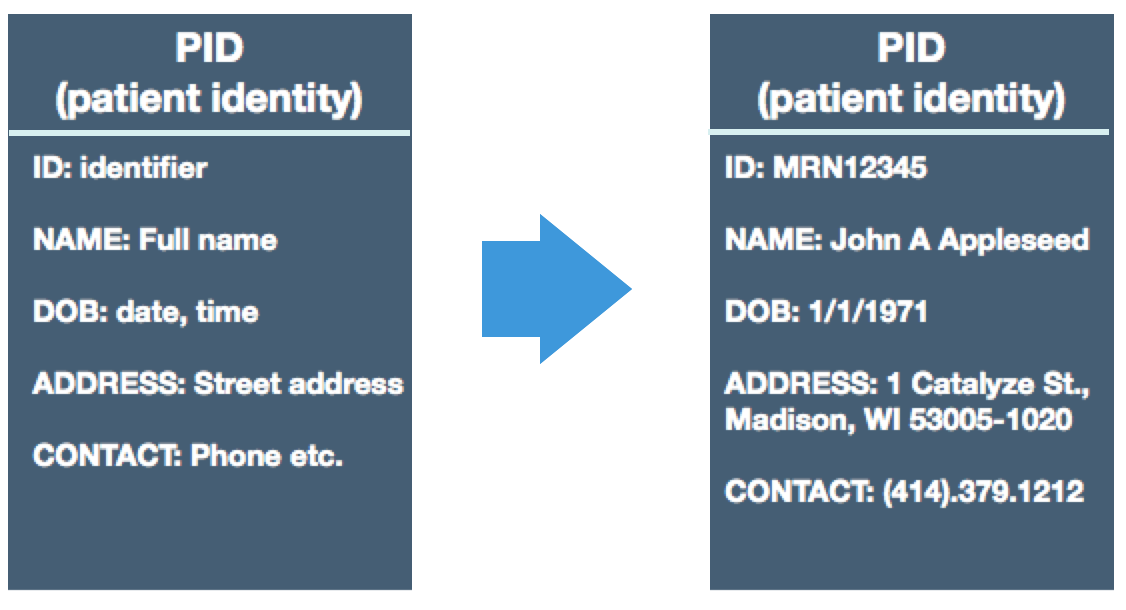 PID
(patient identity)
ID: identifier
NAME: Full name
DOB: date, time
ADDRESS: Street address
CONTACT: Phone etc.
PID
(patient identity)
ID: MRN12345
NAME: John A Appleseed
DOB: 1/1/1971
ADDRESS: 1 Catalyze St.,
Madison, WI 53005-1020
CONTACT: (414).379.1212